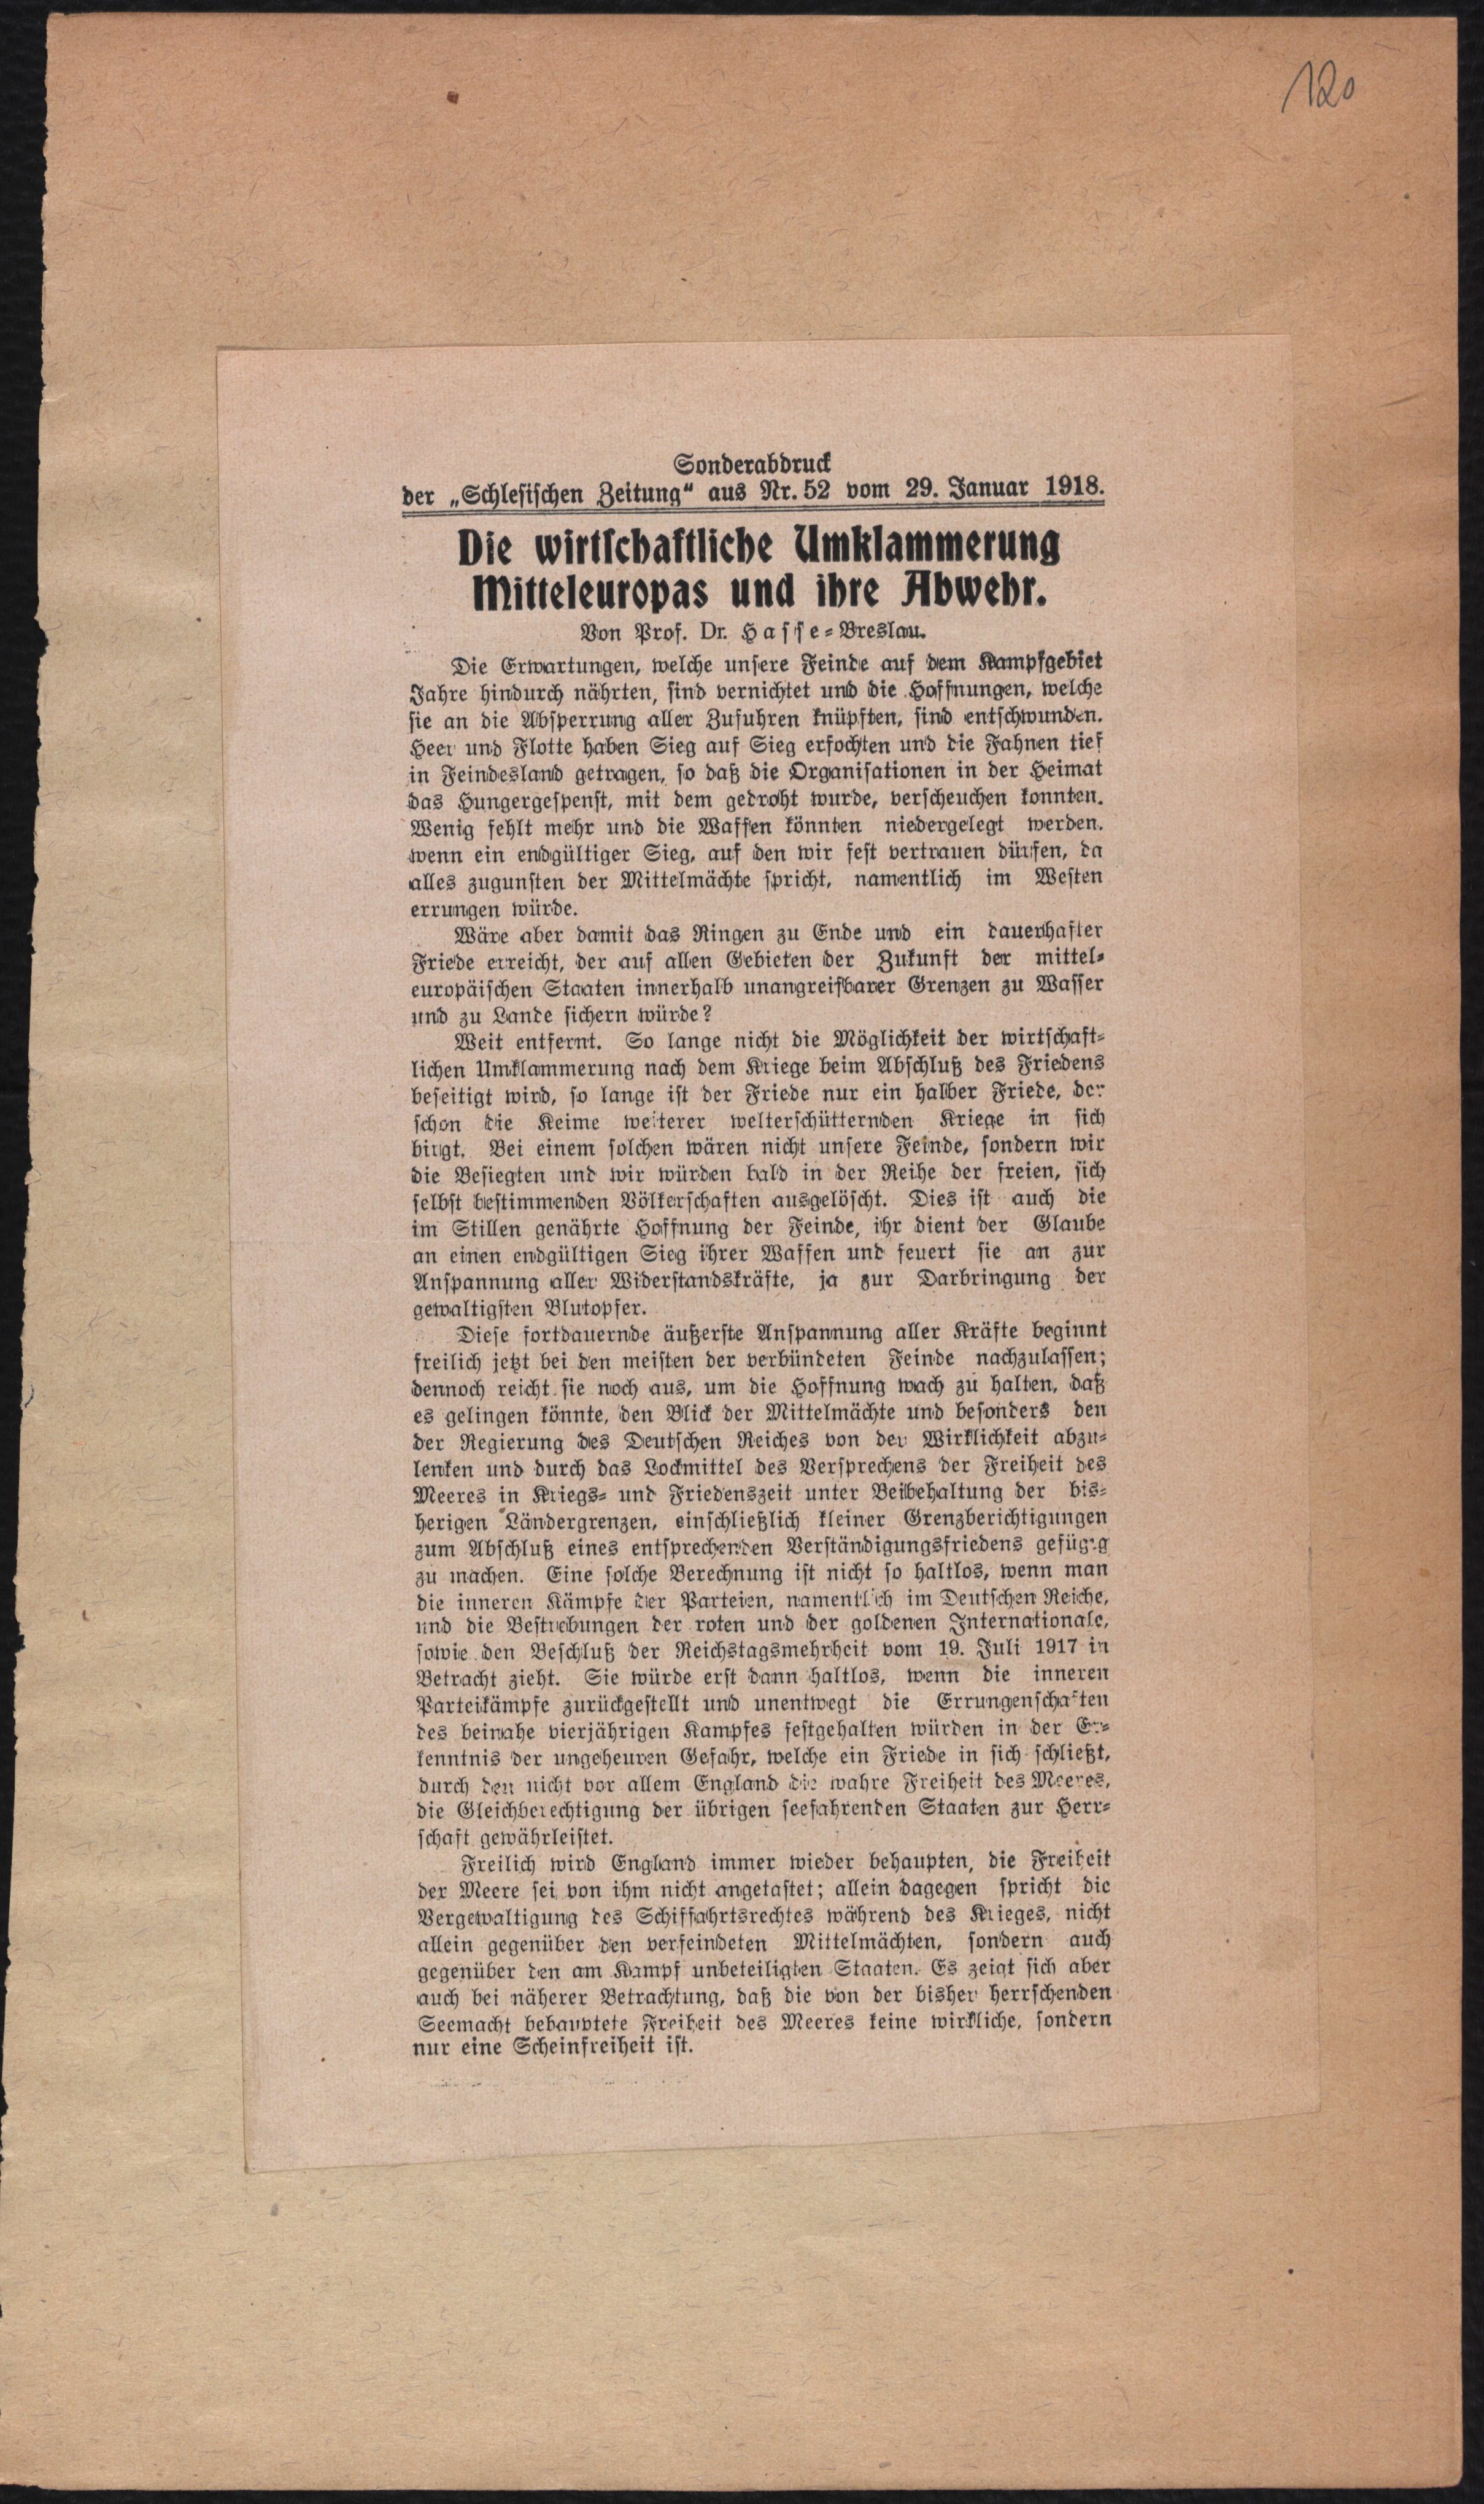 120
Sonderabdruck
der „Schlesischen Zeitung“ aus Nr. 52 vom 29. Januar 1918.
Die wirtschaftliche Umklammerung
Mitteleuropas und ihre Abwehr.
Von Prof. Dr. Hasse-Breslau.
Die Erwartungen, welche unsere Feinde auf dem Kampfgebiet
Jahre hindurch nährten, sind vernichtet und die Hoffnungen, welche
sie an die Absperrung aller Zufuhren knüpften, sind entschwunden.
Heer und Flotte haben Sieg auf Sieg erfochten und die Fahnen tief
in Feindesland getragen, so daß die Organisationen in der Heimat
das Hungergespenst, mit dem gedroht wurde, verscheuchen konnten.
Wenig fehlt mehr und die Waffen könnten niedergelegt werden.
wenn ein endgültiger Sieg, auf den wir fest vertrauen dürfen, da
alles zugunsten der Mittelmächte spricht, namentlich im Westen
errungen würde.
Wäre aber damit das Ringen zu Ende und ein dauerhafter
Friede erreicht, der auf allen Gebieten der Zukunft der mittel-
europäischen Staaten innerhalb unangreifbarer Grenzen zu Wasser
und zu Lande sichern würde?
Weit entfernt. So lange nicht die Möglichkeit der wirtschaft-
lichen Umklammerung nach dem Kriege beim Abschluß des Friedens
beseitigt wird, so lange ist der Friede nur ein halber Friede, der
schon die Keime weiterer welterschütternden Kriege in sich
birgt. Bei einem solchen wären nicht unsere Feinde, sondern wir
die Besiegten und wir würden bald in der Reihe der freien, sich
selbst bestimmenden Völkerschaften ausgelöscht. Dies ist auch die
im Stillen genährte Hoffnung der Feinde, ihr dient der Glaube
an einen endgültigen Sieg ihrer Waffen und feuert sie an zur
Anspannung aller Widerstandskräfte, ja zur Darbringung der
gewaltigsten Blutopfer.
Diese fortdauernde äußerste Anspannung aller Kräfte beginnt
freilich jetzt bei den meisten der verbündeten Feinde nachzulassen;
dennoch reicht sie noch aus, um die Hoffnung wach zu halten, daß
es gelingen könnte, den Blick der Mittelmächte und besonders den
der Regierung des Deutschen Reiches von der Wirklichkeit abzu-
lenken und durch das Lockmittel des Versprechens der Freiheit des
Meeres in Kriegs- und Friedenszeit unter Beibehaltung der bis-
herigen Ländergrenzen, einschließlich kleiner Grenzberichtigungen
zum Abschluß eines entsprechenden Verständigungsfriedens gefügig
zu machen. Eine solche Berechnung ist nicht so haltlos, wenn man
die inneren Kämpfe der Parteien, namentlich im Deutschen Reiche,
und die Bestrebungen der roten und der goldenen Internationale,
sowie den Beschluß der Reichstagsmehrheit vom 19. Juli 1917 in
Betracht zieht. Sie würde erst dann haltlos, wenn die inneren
Parteikämpfe zurückgestellt und unentwegt die Errungenschaften
des beinahe vierjährigen Kampfes festgehalten würden in der Er-
kenntnis der ungeheuren Gefahr, welche ein Friede in sich schließt,
durch den nicht vor allem England die wahre Freiheit des Meeres,
die Gleichberechtigung der übrigen seefahrenden Staaten zur Herr-
schaft gewährleistet.
Freilich wird England immer wieder behaupten, die Freiheit
der Meere sei von ihm nicht angetastet; allein dagegen spricht die
Vergewaltigung des Schiffahrtsrechtes während des Krieges, nicht
allein gegenüber den verfeindeten Mittelmächten, sondern auch
gegenüber den am Kampf unbeteiligten Staaten. Es zeigt sich aber
auch bei näherer Betrachtung, daß die von der bisher herrschenden
Seemacht behauptete Freiheit des Meeres keine wirkliche, sondern
nur eine Scheinfreiheit ist.